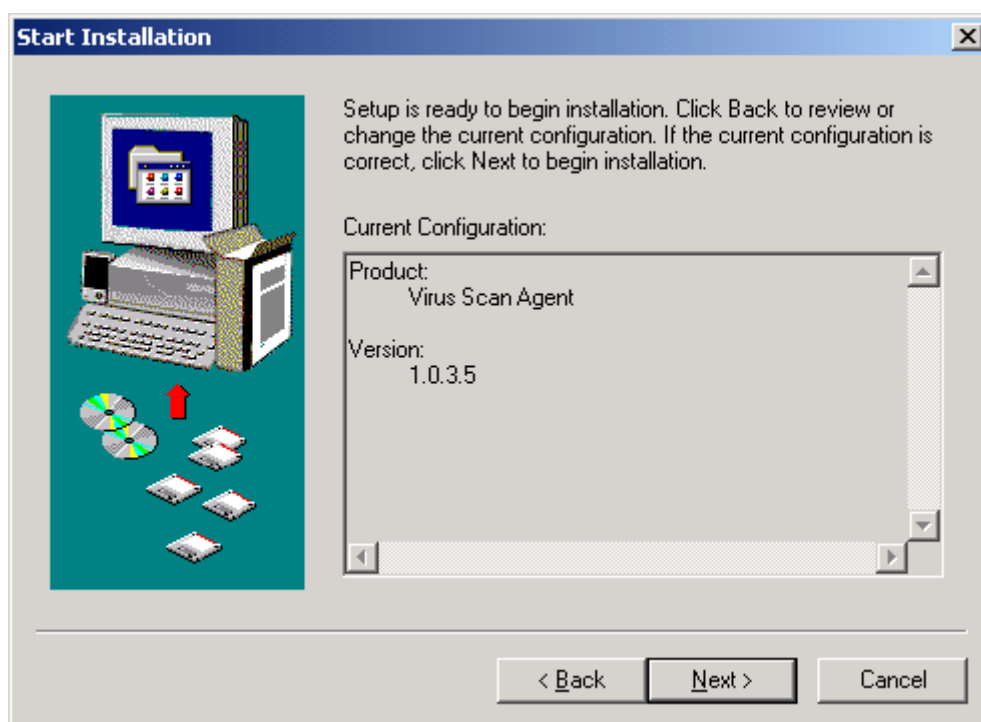 Start Installation
Setup is ready to begin installation. Click Back to review or
change the current configuration. If the current configuration is
correct, click Next to begin installation.
Current Configuration:
Product:
Virus Scan Agent
Version:
1.0.3.5
< Back
Next >
Cancel